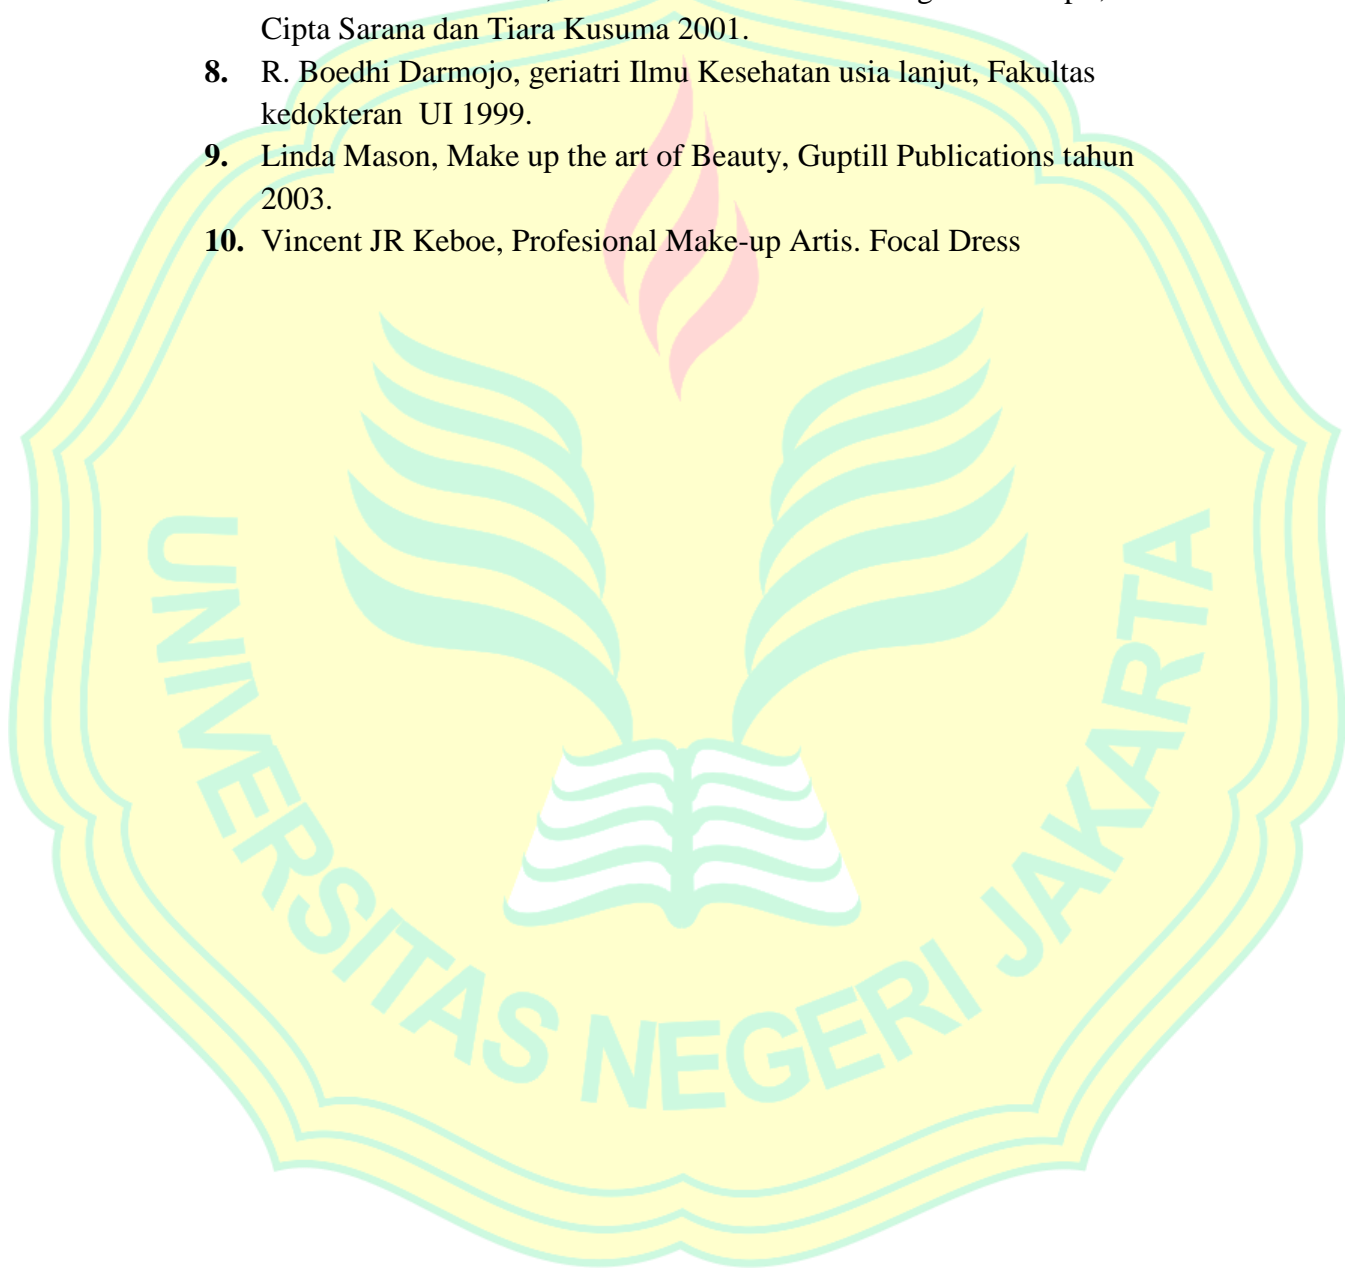 Cipta Sarana dan Tiara Kusuma 2001.
8. R. Boedhi Darmojo, geriatri Ilmu Kesehatan usia lanjut, Fakultas
kedokteran UI 1999.
9. Linda Mason, Make up the art of Beauty, Guptill Publications tahun
2003.
10. Vincent JR Keboe, Profesional Make-up Artis. Focal Dress
UNIVERSITAS NEGERI JAKARTA